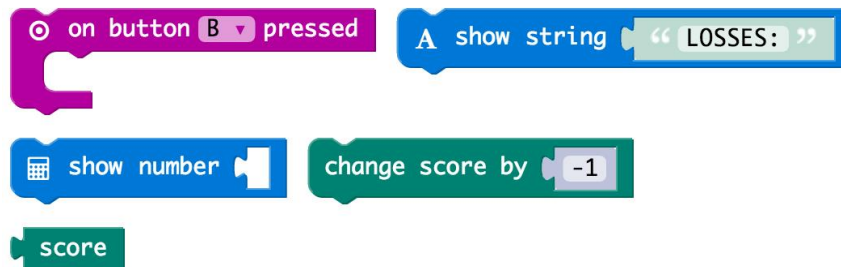 on button B pressed
A show string “ LOSSES: ”
show number
change score by -1
score